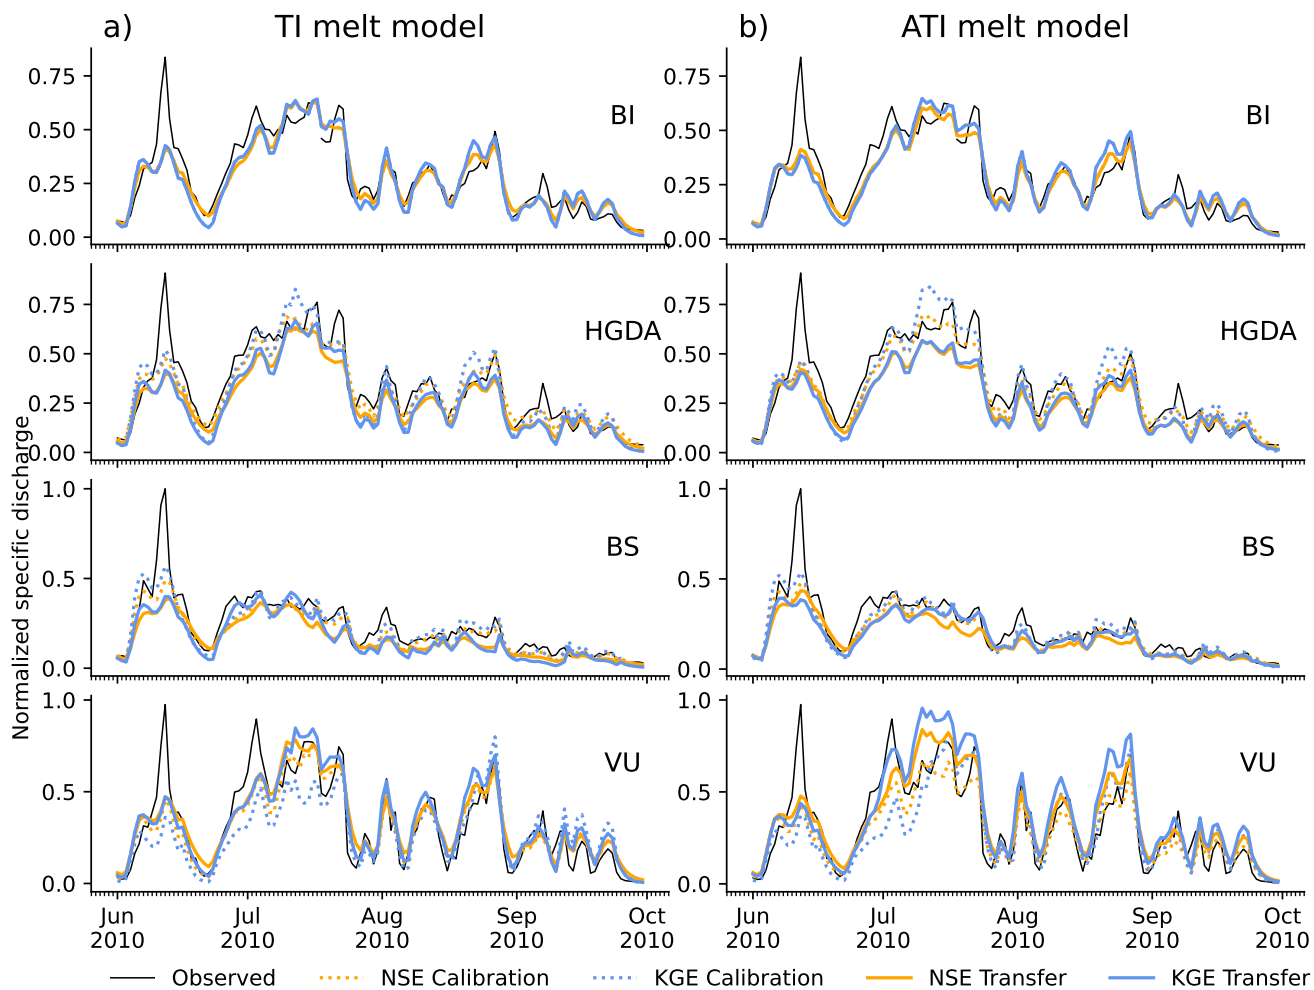 a) TI melt model b) ATI melt model
0.75 0.75
BI BI
0.50 0.50
0.25 0.25
0.00 0.00
0.75 0.75
HGDA HGDA
0.50 0.50
0.25 0.25
0.00 0.00
Normalized specific discharge
1.0 1.0
BS BS
0.5 0.5
0.0 0.0
1.0 1.0
VU VU
0.5 0.5
0.0 0.0
Jun Jul Aug Sep Oct Jun Jul Aug Sep Oct
2010 2010 2010 2010 2010 2010 2010 2010 2010 2010
Observed NSE Calibration KGE Calibration NSE Transfer KGE Transfer